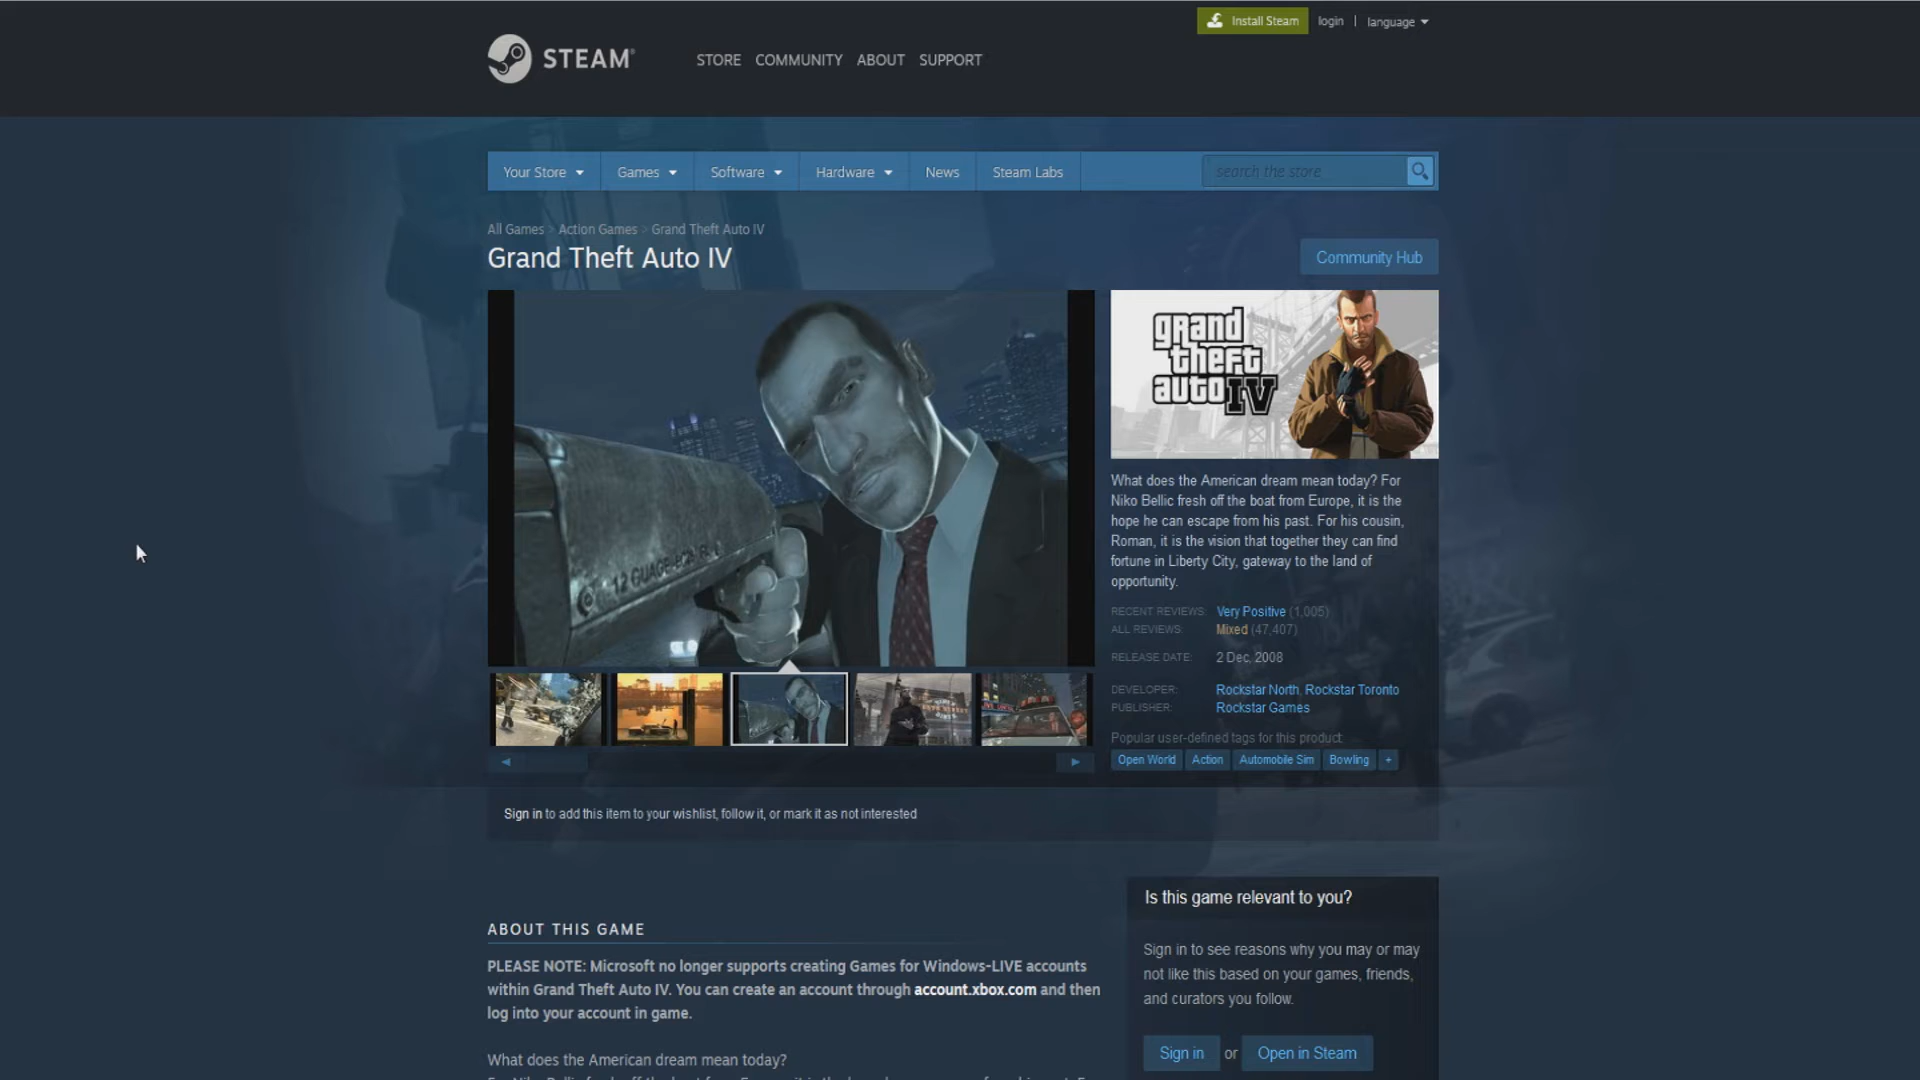 Install Steam login | language
STEAM® STORE COMMUNITY ABOUT SUPPORT
Your Store Games Software Hardware News Steam Labs search the store
All Games > Action Games > Grand Theft Auto IV
Grand Theft Auto IV
Community Hub
grand
theft
auto IV
12 GUAGE
What does the American dream mean today? For
Niko Bellic fresh off the boat from Europe, it is the
hope he can escape from his past. For his cousin,
Roman, it is the vision that together they can find
fortune in Liberty City, gateway to the land of
opportunity.
RECENT REVIEWS: Very Positive (1,005)
ALL REVIEWS: Mixed (47,407)
RELEASE DATE: 2 Dec, 2008
DEVELOPER: Rockstar North, Rockstar Toronto
PUBLISHER: Rockstar Games
Popular user-defined tags for this product:
Open World Action Automobile Sim Bowling +
Sign in to add this item to your wishlist, follow it, or mark it as not interested
ABOUT THIS GAME
PLEASE NOTE: Microsoft no longer supports creating Games for Windows-LIVE accounts
within Grand Theft Auto IV. You can create an account through account.xbox.com and then
log into your account in game.
What does the American dream mean today?
Is this game relevant to you?
Sign in to see reasons why you may or may
not like this based on your games, friends,
and curators you follow.
Sign in or Open in Steam